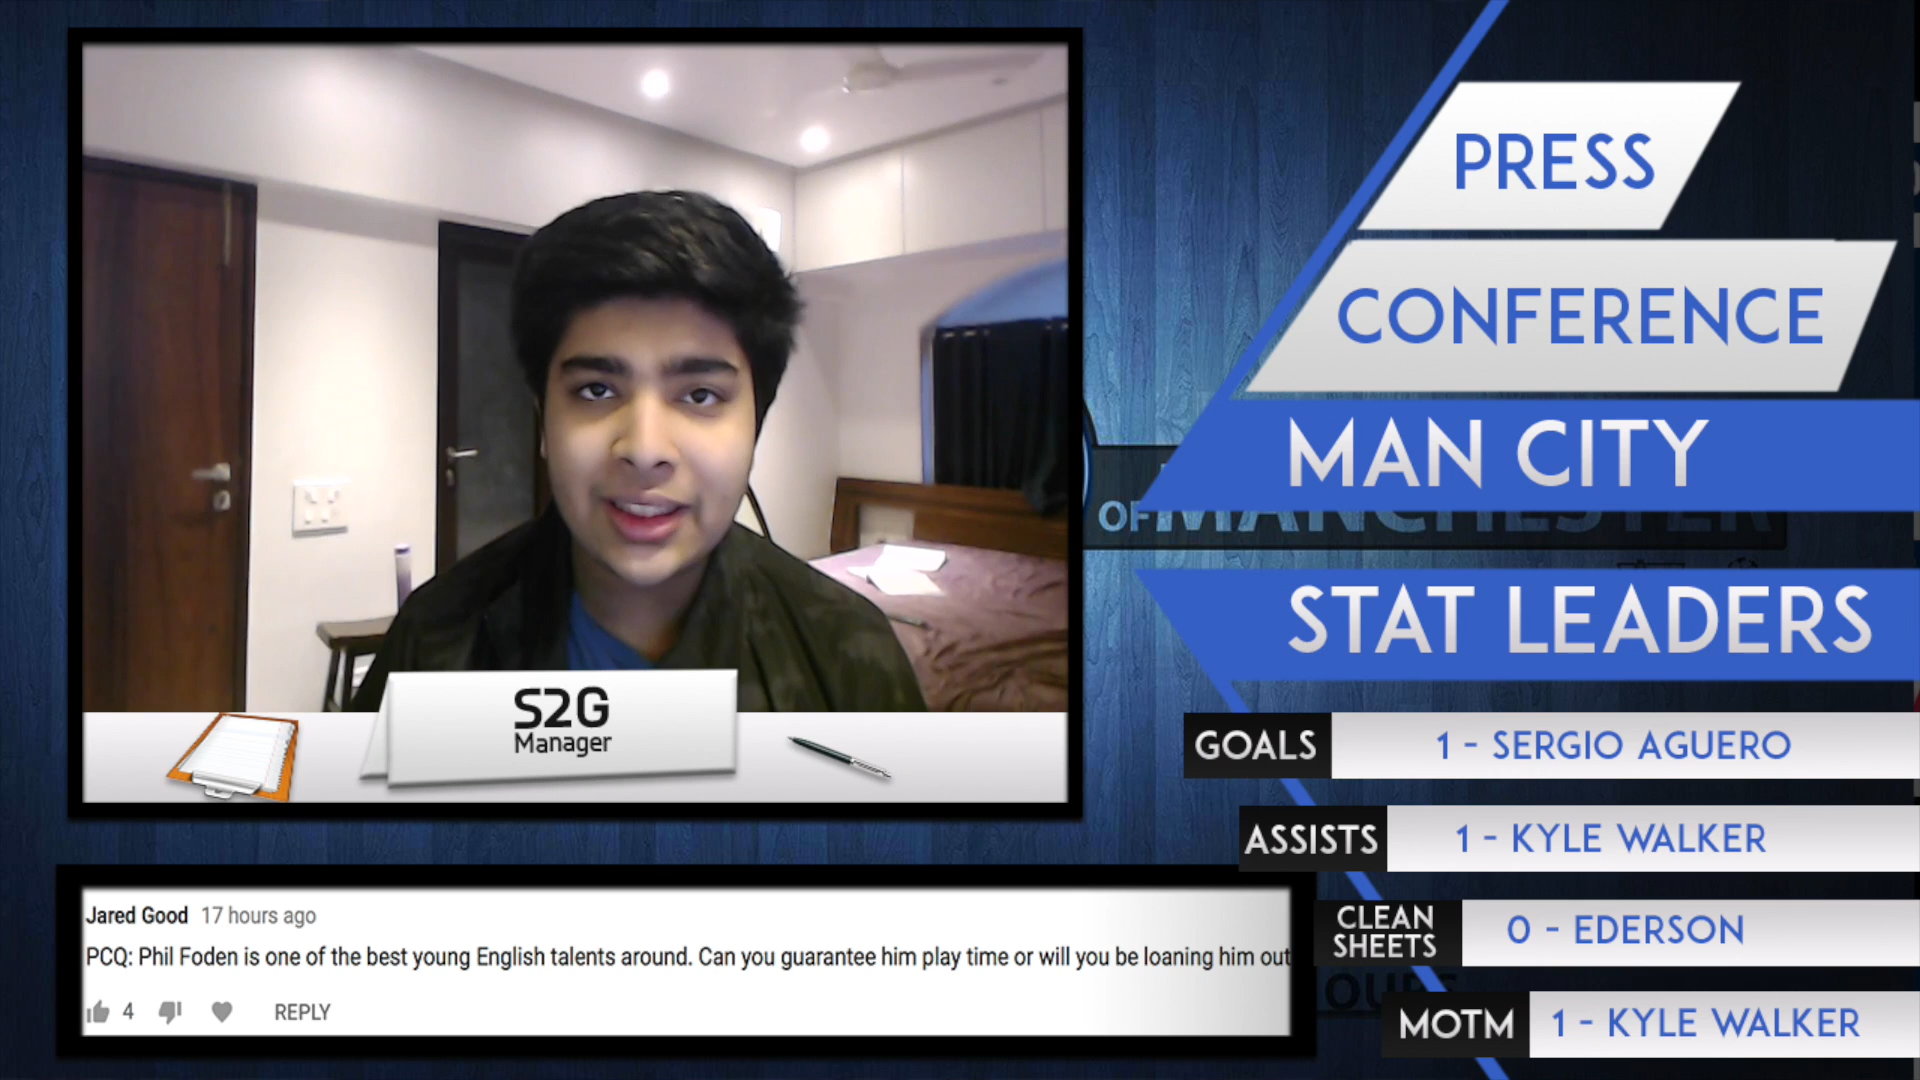 PRESS
CONFERENCE
MAN CITY
OF MANCHESTER
STAT LEADERS
S2G
Manager
GOALS 1 - SERGIO AGUERO
ASSISTS 1 - KYLE WALKER
CLEAN SHEETS 0 - EDERSON
MOTM 1 - KYLE WALKER
Jared Good 17 hours ago
PCQ: Phil Foden is one of the best young English talents around. Can you guarantee him play time or will you be loaning him out
4 REPLY